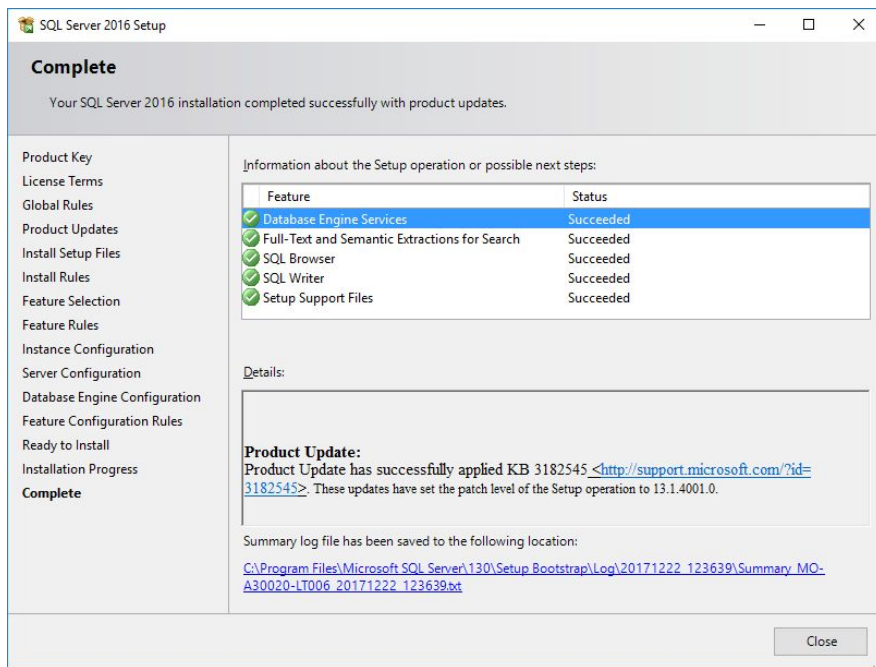 SQL Server 2016 Setup
Complete
Your SQL Server 2016 installation completed successfully with product updates.
Product Key
License Terms
Global Rules
Product Updates
Install Setup Files
Install Rules
Feature Selection
Feature Rules
Instance Configuration
Server Configuration
Database Engine Configuration
Feature Configuration Rules
Ready to Install
Installation Progress
Complete
Information about the Setup operation or possible next steps:
Feature Status
Database Engine Services Succeeded
Full-Text and Semantic Extractions for Search Succeeded
SQL Browser Succeeded
SQL Writer Succeeded
Setup Support Files Succeeded
Details:
Product Update:
Product Update has successfully applied KB 3182545 <http://support.microsoft.com/?id=
3182545>. These updates have set the patch level of the Setup operation to 13.1.4001.0.
Summary log file has been saved to the following location:
C:\Program Files\Microsoft SQL Server\130\Setup Bootstrap\Log\20171222_123639\Summary_MO-
A30020-LT006_20171222_123639.txt
Close